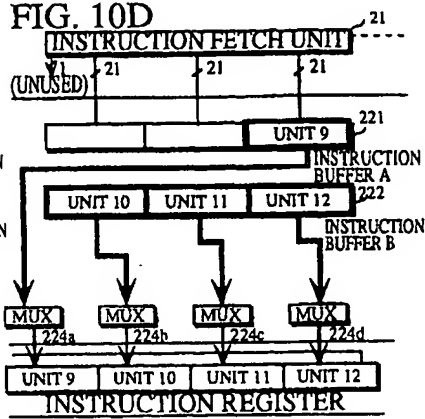 FIG. 10D
21
INSTRUCTION FETCH UNIT
(UNUSED) 1 21 21 21
UNIT 9 221
INSTRUCTION
BUFFER A
UNIT 10 UNIT 11 UNIT 12 222
INSTRUCTION
BUFFER B
MUX MUX MUX MUX
224a 224b 224c 224d
UNIT 9 UNIT 10 UNIT 11 UNIT 12
INSTRUCTION REGISTER